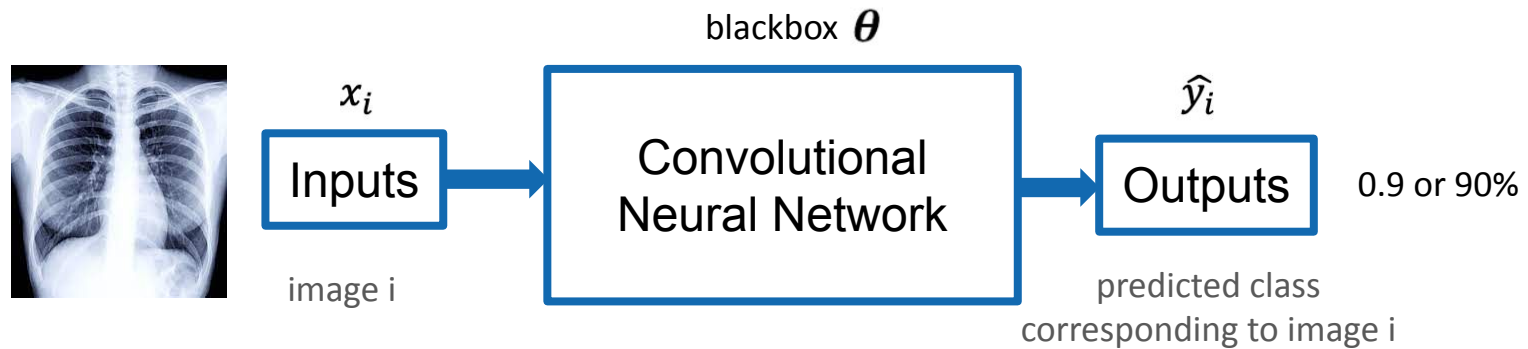 blackbox θ
x_i
Inputs
image i
Convolutional
Neural Network
ŷ_i
Outputs
0.9 or 90%
predicted class
corresponding to image i